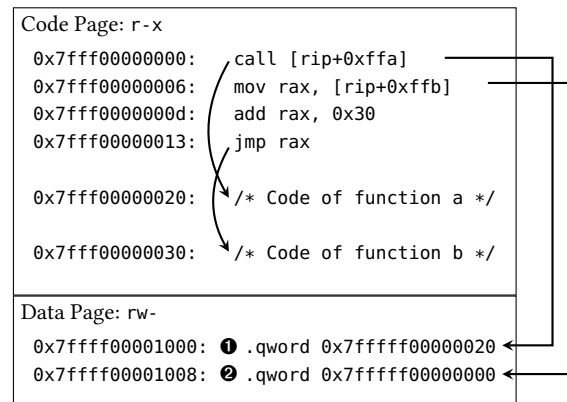 Code Page: r-x
0x7fff00000000: call [rip+0xffa]
0x7fff00000006: mov rax, [rip+0xffb]
0x7fff0000000d: add rax, 0x30
0x7fff00000013: jmp rax
0x7fff00000020: /* Code of function a */
0x7fff00000030: /* Code of function b */
Data Page: rw-
0x7ffff00001000: ❶ .qword 0x7fffff00000020
0x7ffff00001008: ❷ .qword 0x7fffff00000000